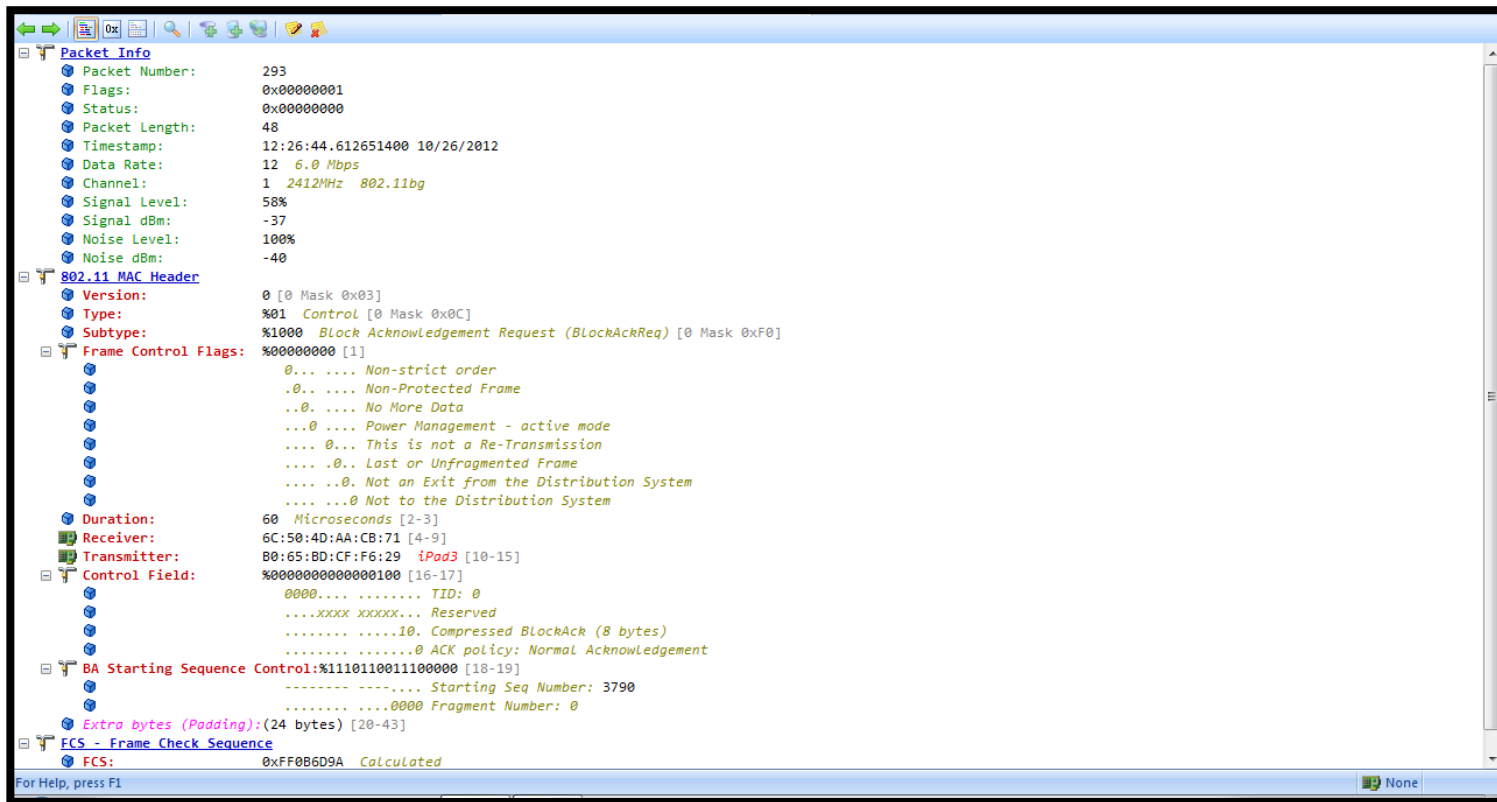 0x
Packet Info
Packet Number: 293
Flags: 0x00000001
Status: 0x00000000
Packet Length: 48
Timestamp: 12:26:44.612651400 10/26/2012
Data Rate: 12 6.0 Mbps
Channel: 1 2412MHz 802.11bg
Signal Level: 58%
Signal dBm: -37
Noise Level: 100%
Noise dBm: -40
802.11 MAC Header
Version: 0 [0 Mask 0x03]
Type: %01 Control [0 Mask 0x0C]
Subtype: %1000 Block Acknowledgement Request (BlockAckReq) [0 Mask 0xF0]
Frame Control Flags: %00000000 [1]
0... .... Non-strict order
.0.. .... Non-Protected Frame
..0. .... No More Data
...0 .... Power Management - active mode
.... 0... This is not a Re-Transmission
.... .0.. Last or Unfragmented Frame
.... ..0. Not an Exit from the Distribution System
.... ...0 Not to the Distribution System
Duration: 60 Microseconds [2-3]
Receiver: 6C:50:4D:AA:CB:71 [4-9]
Transmitter: B0:65:BD:CF:F6:29 iPad3 [10-15]
Control Field: %0000000000000100 [16-17]
0000.... ........ TID: 0
....xxxx xxxxx... Reserved
........ .....10. Compressed BlockAck (8 bytes)
........ .......0 ACK policy: Normal Acknowledgement
BA Starting Sequence Control:%1110110011100000 [18-19]
-------- ----.... Starting Seq Number: 3790
........ ....0000 Fragment Number: 0
Extra bytes (Padding):(24 bytes) [20-43]
FCS - Frame Check Sequence
FCS: 0xFF0B6D9A Calculated
For Help, press F1
None